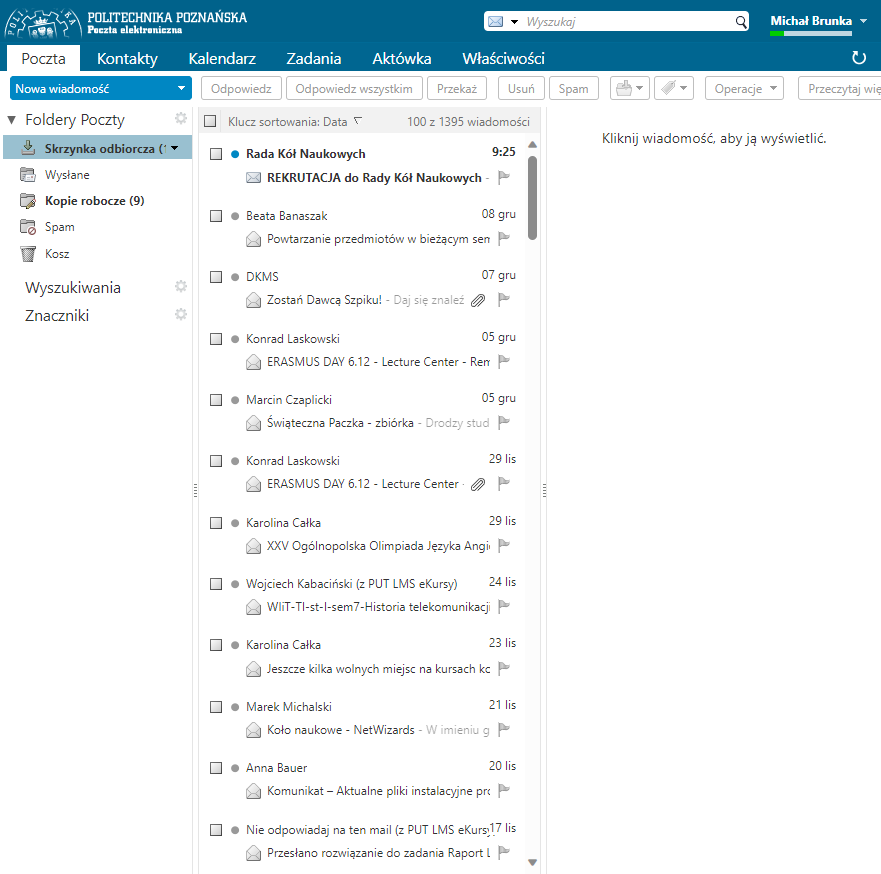 POLITECHNIKA POZNAŃSKA
Poczta elektroniczna
Wyszukaj
Michał Brunka
Poczta Kontakty Kalendarz Zadania Aktówka Właściwości
Nowa wiadomość
Odpowiedz Odpowiedz wszystkim Przekaż Usuń Spam Operacje Przeczytaj wię
Foldery Poczty
Skrzynka odbiorcza (
Wysłane
Kopie robocze (9)
Spam
Kosz
Wyszukiwania
Znaczniki
Klucz sortowania: Data 100 z 1395 wiadomości
Rada Kół Naukowych 9:25
REKRUTACJA do Rady Kół Naukowych -
Beata Banaszak 08 gru
Powtarzanie przedmiotów w bieżącym sem
DKMS 07 gru
Zostań Dawcą Szpiku! - Daj się znaleź
Konrad Laskowski 05 gru
ERASMUS DAY 6.12 - Lecture Center - Rem
Marcin Czaplicki 05 gru
Świąteczna Paczka - zbiórka - Drodzy stud
Konrad Laskowski 29 lis
ERASMUS DAY 6.12 - Lecture Center -
Karolina Całka 29 lis
XXV Ogólnopolska Olimpiada Języka Angi
Wojciech Kabaciński (z PUT LMS eKursy) 24 lis
WIiT-TI-st-I-sem7-Historia telekomunikacji
Karolina Całka 23 lis
Jeszcze kilka wolnych miejsc na kursach kc
Marek Michalski 21 lis
Koło naukowe - NetWizards - W imieniu g
Anna Bauer 20 lis
Komunikat – Aktualne pliki instalacyjne pro
Nie odpowiadaj na ten mail (z PUT LMS eKursy 17 lis
Przesłano rozwiązanie do zadania Raport L
Kliknij wiadomość, aby ją wyświetlić.